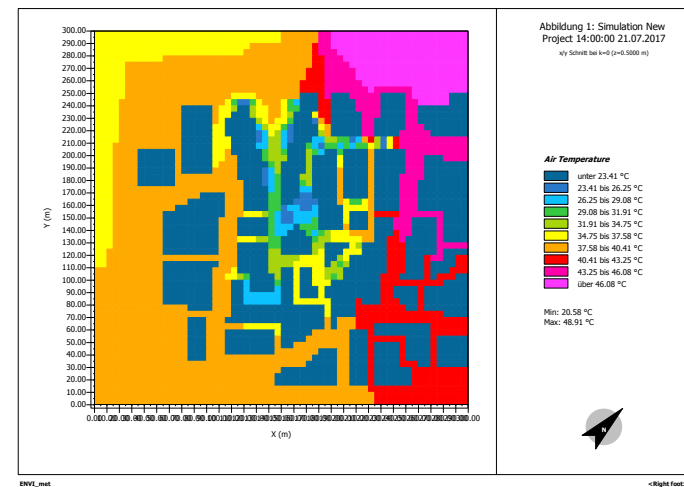 Abbildung 1: Simulation New
Project 14:00:00 21.07.2017
x/y Schnitt bei k=0 (z=0.5000 m)
300.00
290.00
280.00
270.00
260.00
250.00
240.00
230.00
220.00
210.00
200.00
190.00
180.00
170.00
160.00
150.00
140.00
130.00
120.00
110.00
100.00
90.00
80.00
70.00
60.00
50.00
40.00
30.00
20.00
10.00
0.00
Y (m)
X (m)
Air Temperature
unter 23.41 °C
23.41 bis 26.25 °C
26.25 bis 29.08 °C
29.08 bis 31.91 °C
31.91 bis 34.75 °C
34.75 bis 37.58 °C
37.58 bis 40.41 °C
40.41 bis 43.25 °C
43.25 bis 46.08 °C
über 46.08 °C
Min: 20.58 °C
Max: 48.91 °C
N
ENVI_met
<Right foot: